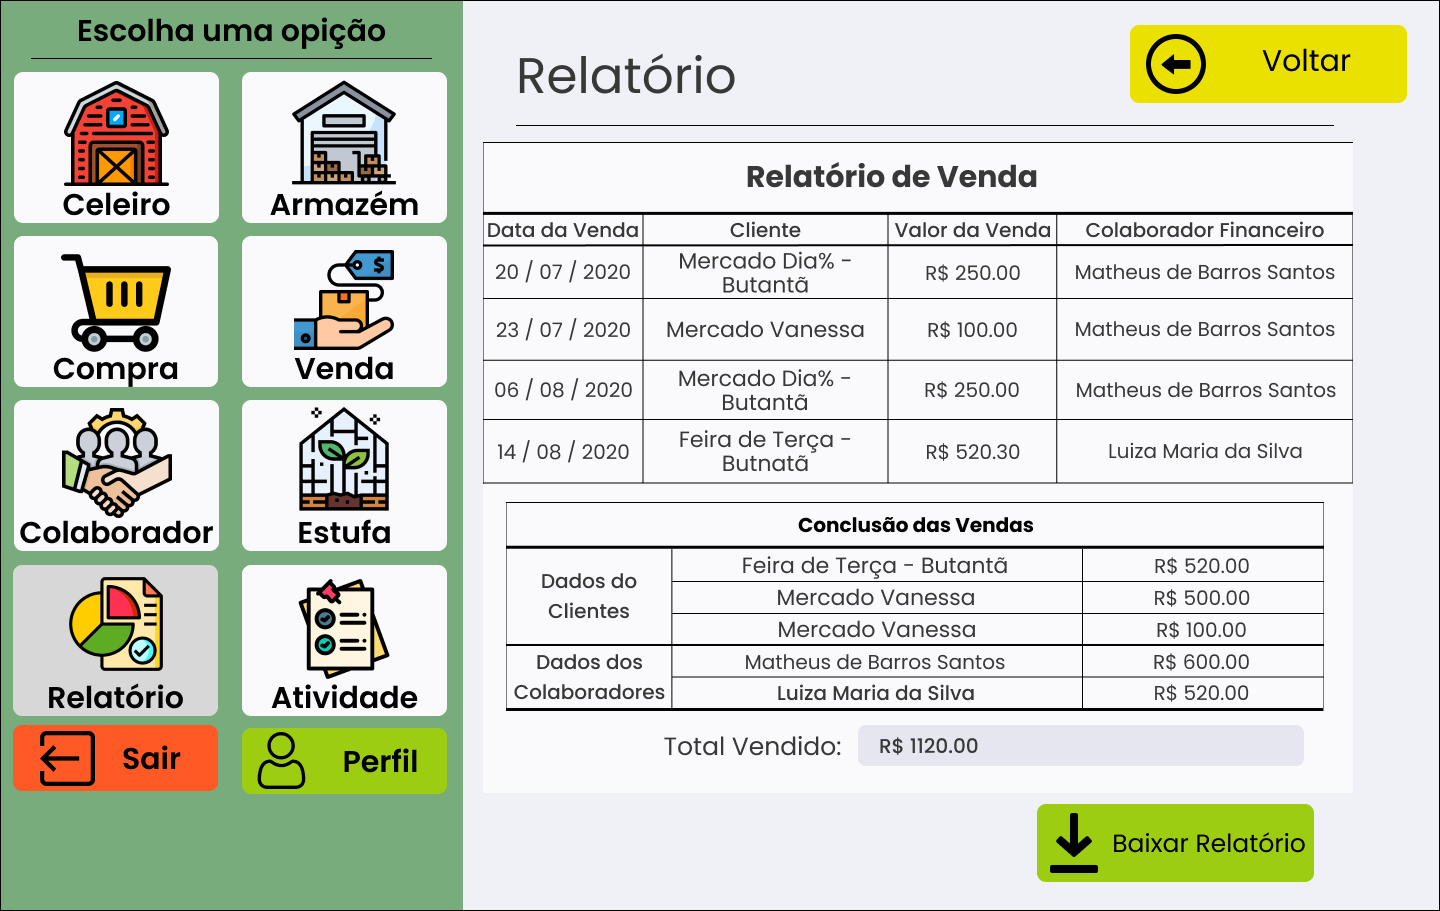 Escolha uma opição
Celeiro
Armazém
Compra
Venda
Colaborador
Estufa
Relatório
Atividade
Sair
Perfil
Relatório
Voltar
Relatório de Venda
Data da Venda Cliente Valor da Venda Colaborador Financeiro
20 / 07 / 2020 Mercado Dia% - R$ 250.00 Matheus de Barros Santos
Butantã
23 / 07 / 2020 Mercado Vanessa R$ 100.00 Matheus de Barros Santos
06 / 08 / 2020 Mercado Dia% - R$ 250.00 Matheus de Barros Santos
Butantã
14 / 08 / 2020 Feira de Terça - R$ 520.30 Luiza Maria da Silva
Butnatã
Conclusão das Vendas
Dados do
Clientes
Feira de Terça - Butantã R$ 520.00
Mercado Vanessa R$ 500.00
Mercado Vanessa R$ 100.00
Dados dos
Colaboradores
Matheus de Barros Santos R$ 600.00
Luiza Maria da Silva R$ 520.00
Total Vendido: R$ 1120.00
Baixar Relatório